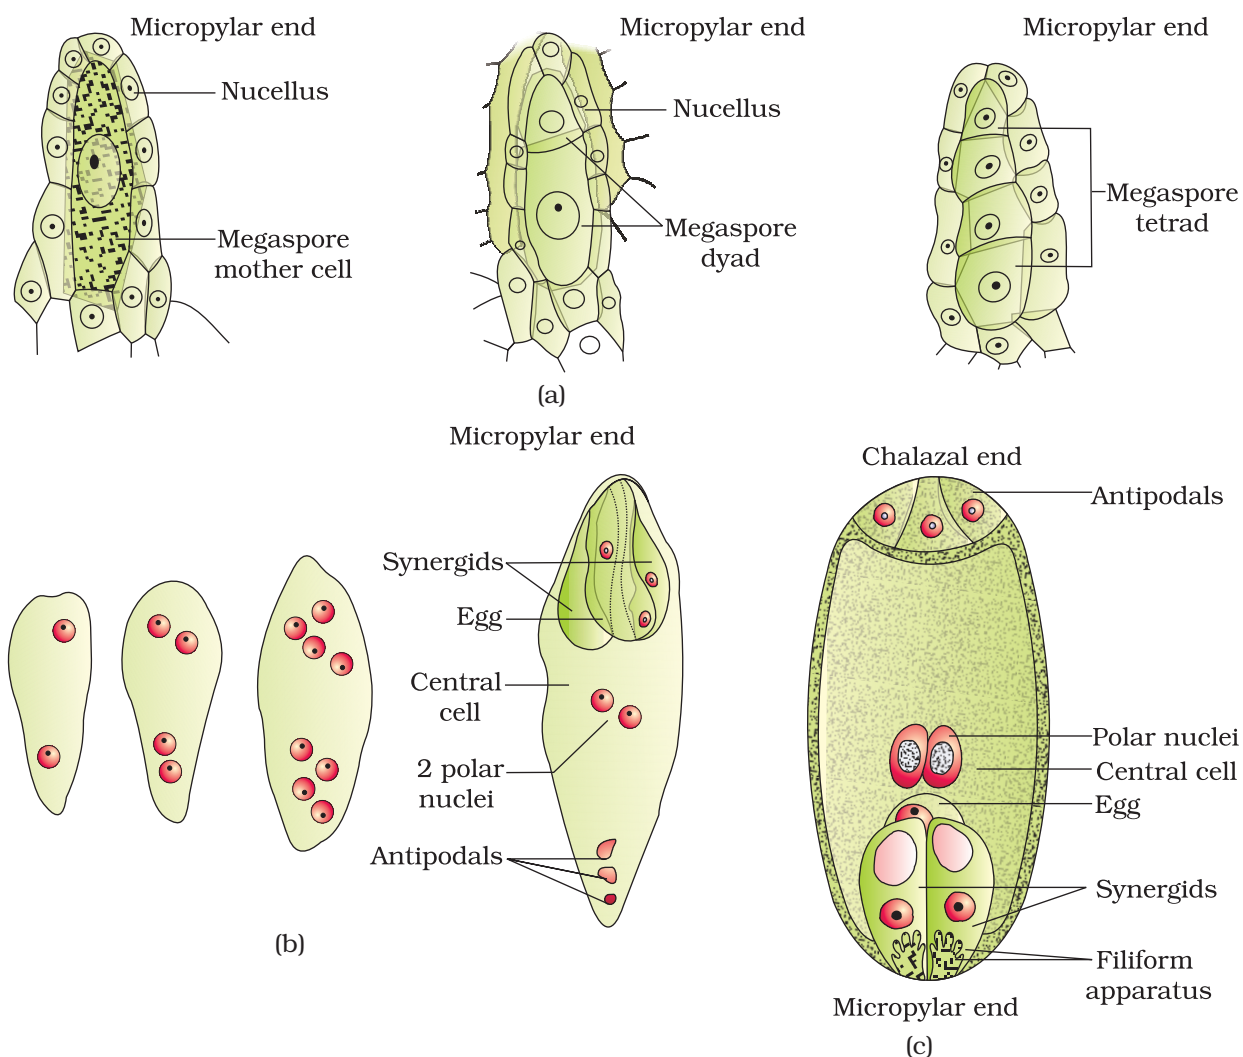 Micropylar end
Nucellus
Megaspore
mother cell
Micropylar end
Nucellus
Megaspore
dyad
Micropylar end
Megaspore
tetrad
(a)
Micropylar end
Synergids
Egg
Central
cell
2 polar
nuclei
Antipodals
(b)
Chalazal end
Antipodals
Polar nuclei
Central cell
Egg
Synergids
Filiform
apparatus
Micropylar end
(c)